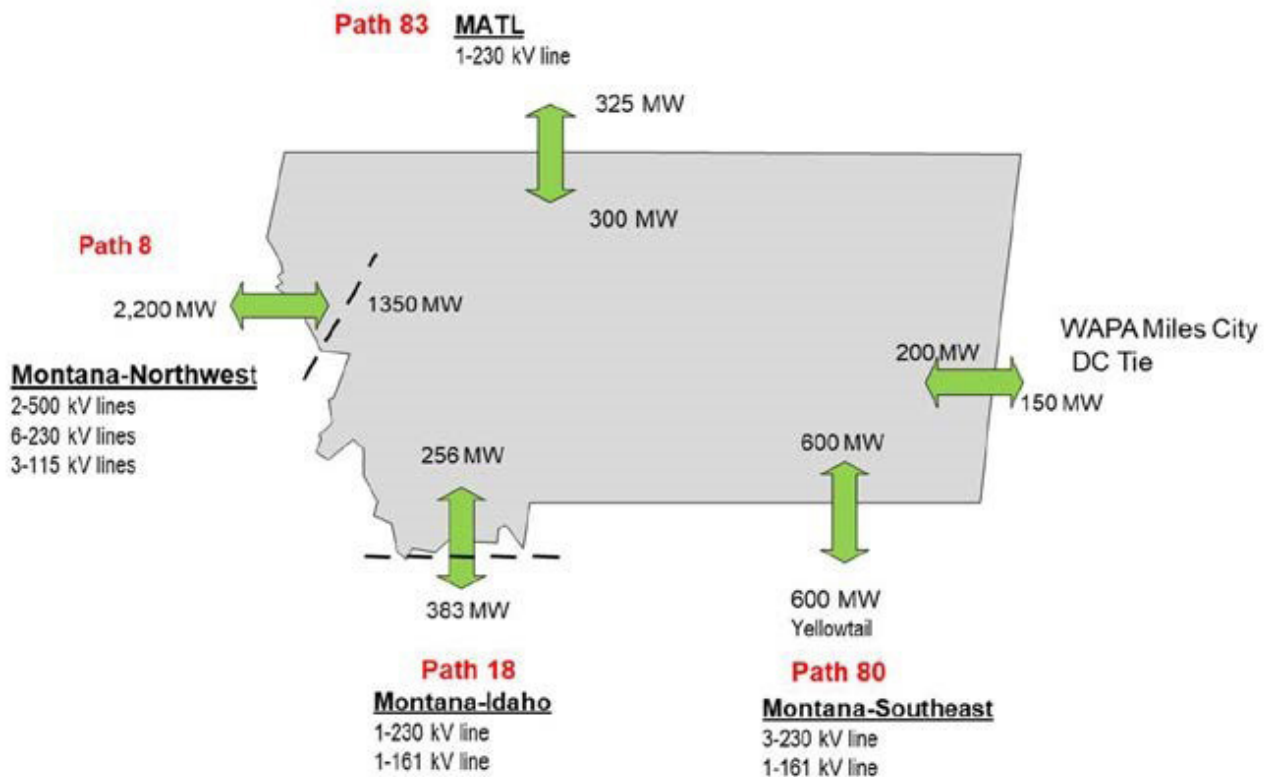 Path 83 MATL
1-230 kV line
325 MW
300 MW
Path 8
2,200 MW
1350 MW
Montana-Northwest
2-500 kV lines
6-230 kV lines
3-115 kV lines
WAPA Miles City
DC Tie
200 MW
150 MW
256 MW
383 MW
Path 18
Montana-Idaho
1-230 kV line
1-161 kV line
600 MW
600 MW
Yellowtail
Path 80
Montana-Southeast
3-230 kV line
1-161 kV line